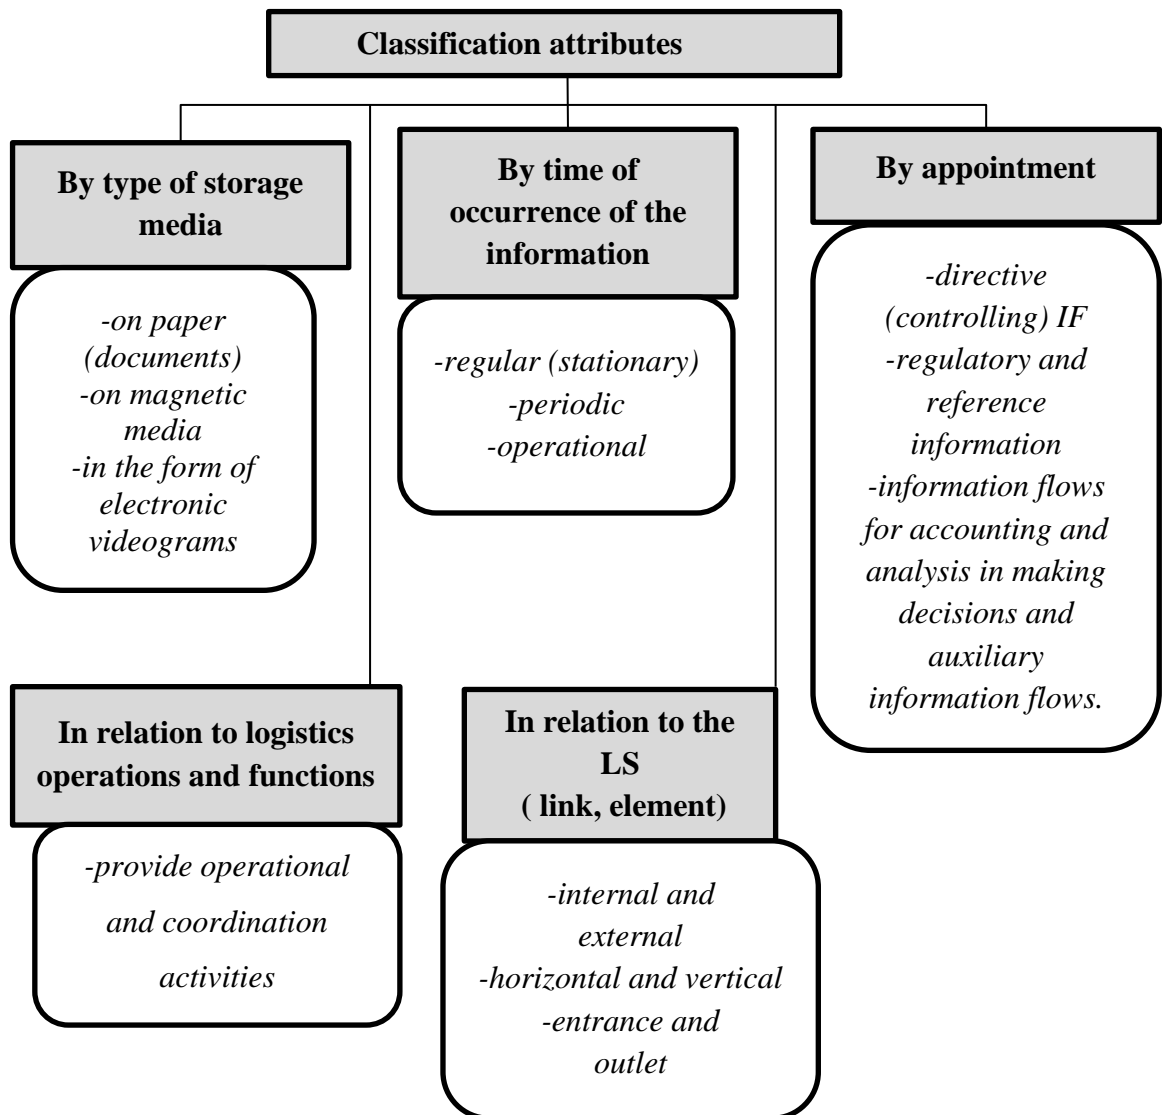 Classification attributes
By type of storage
media
-on paper
(documents)
-on magnetic
media
-in the form of
electronic
videograms
By time of
occurrence of the
information
-regular (stationary)
-periodic
-operational
By appointment
-directive
(controlling) IF
-regulatory and
reference
information
-information flows
for accounting and
analysis in making
decisions and
auxiliary
information flows.
In relation to logistics
operations and functions
-provide operational
and coordination
activities
In relation to the
LS
( link, element)
-internal and
external
-horizontal and vertical
-entrance and
outlet